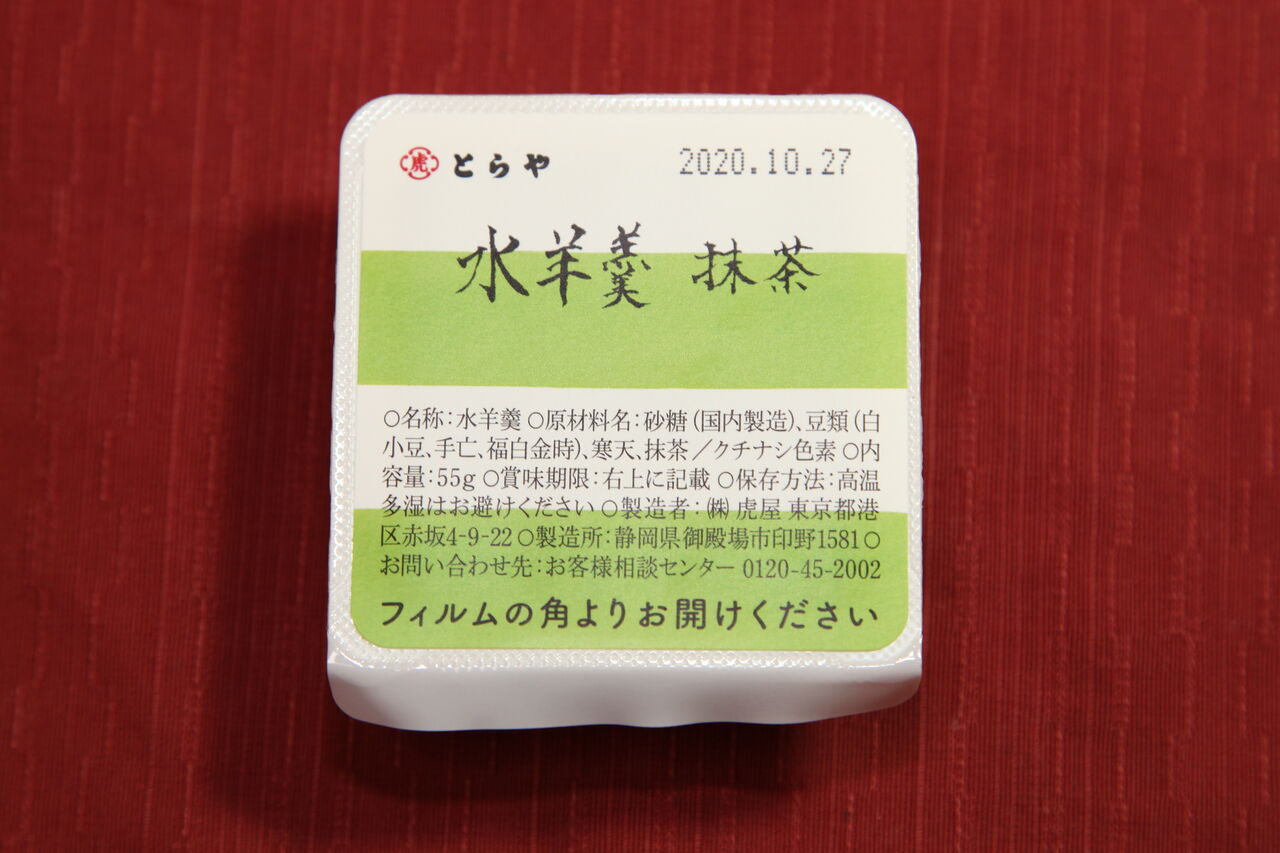 虎 とらや 2020.10.27
水羊羹 抹茶
○名称：水羊羹 ○原材料名：砂糖（国内製造）、豆類（白
小豆、手亡、福白金時）、寒天、抹茶／クチナシ色素 ○内
容量：55g ○賞味期限：右上に記載 ○保存方法：高温
多湿はお避けください ○製造者：㈱ 虎屋 東京都港
区赤坂4-9-22 ○製造所：静岡県御殿場市印野1581 ○
お問い合わせ先：お客様相談センター 0120-45-2002
フィルムの角よりお開けください